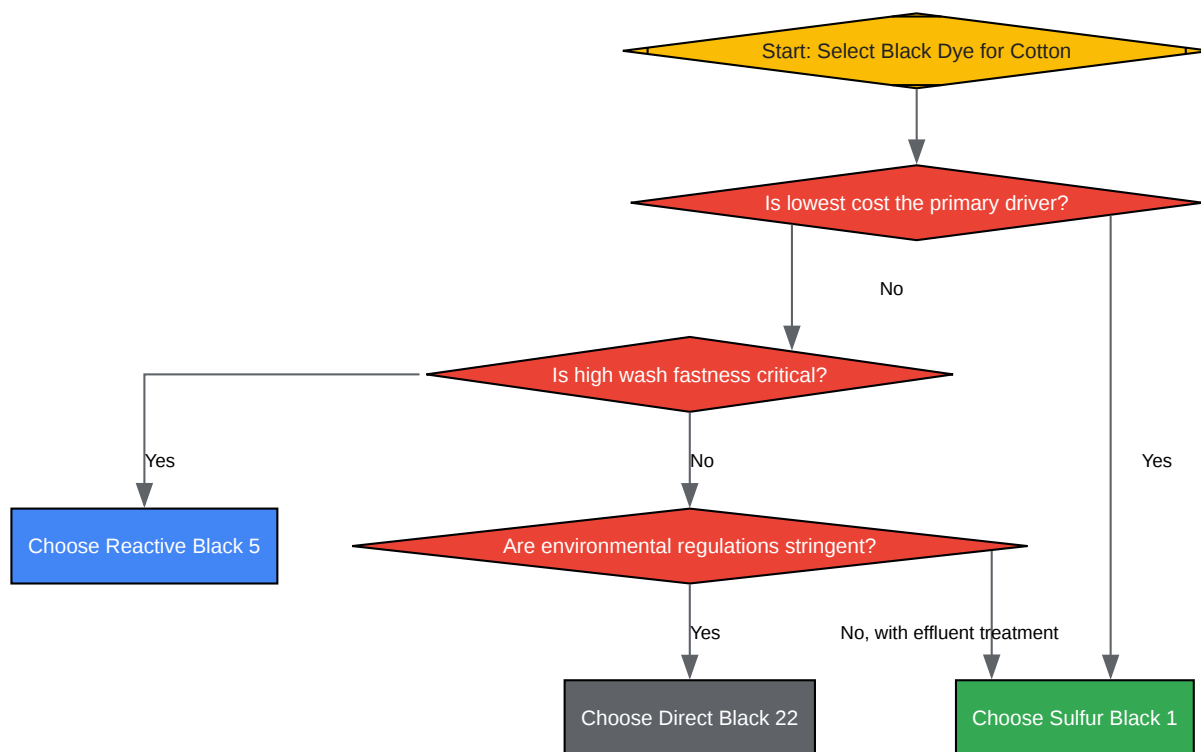 Start: Select Black Dye for Cotton
Is lowest cost the primary driver?
No
Is high wash fastness critical?
Yes
No
Yes
Choose Reactive Black 5
Are environmental regulations stringent?
Yes
No, with effluent treatment
Choose Direct Black 22
Choose Sulfur Black 1